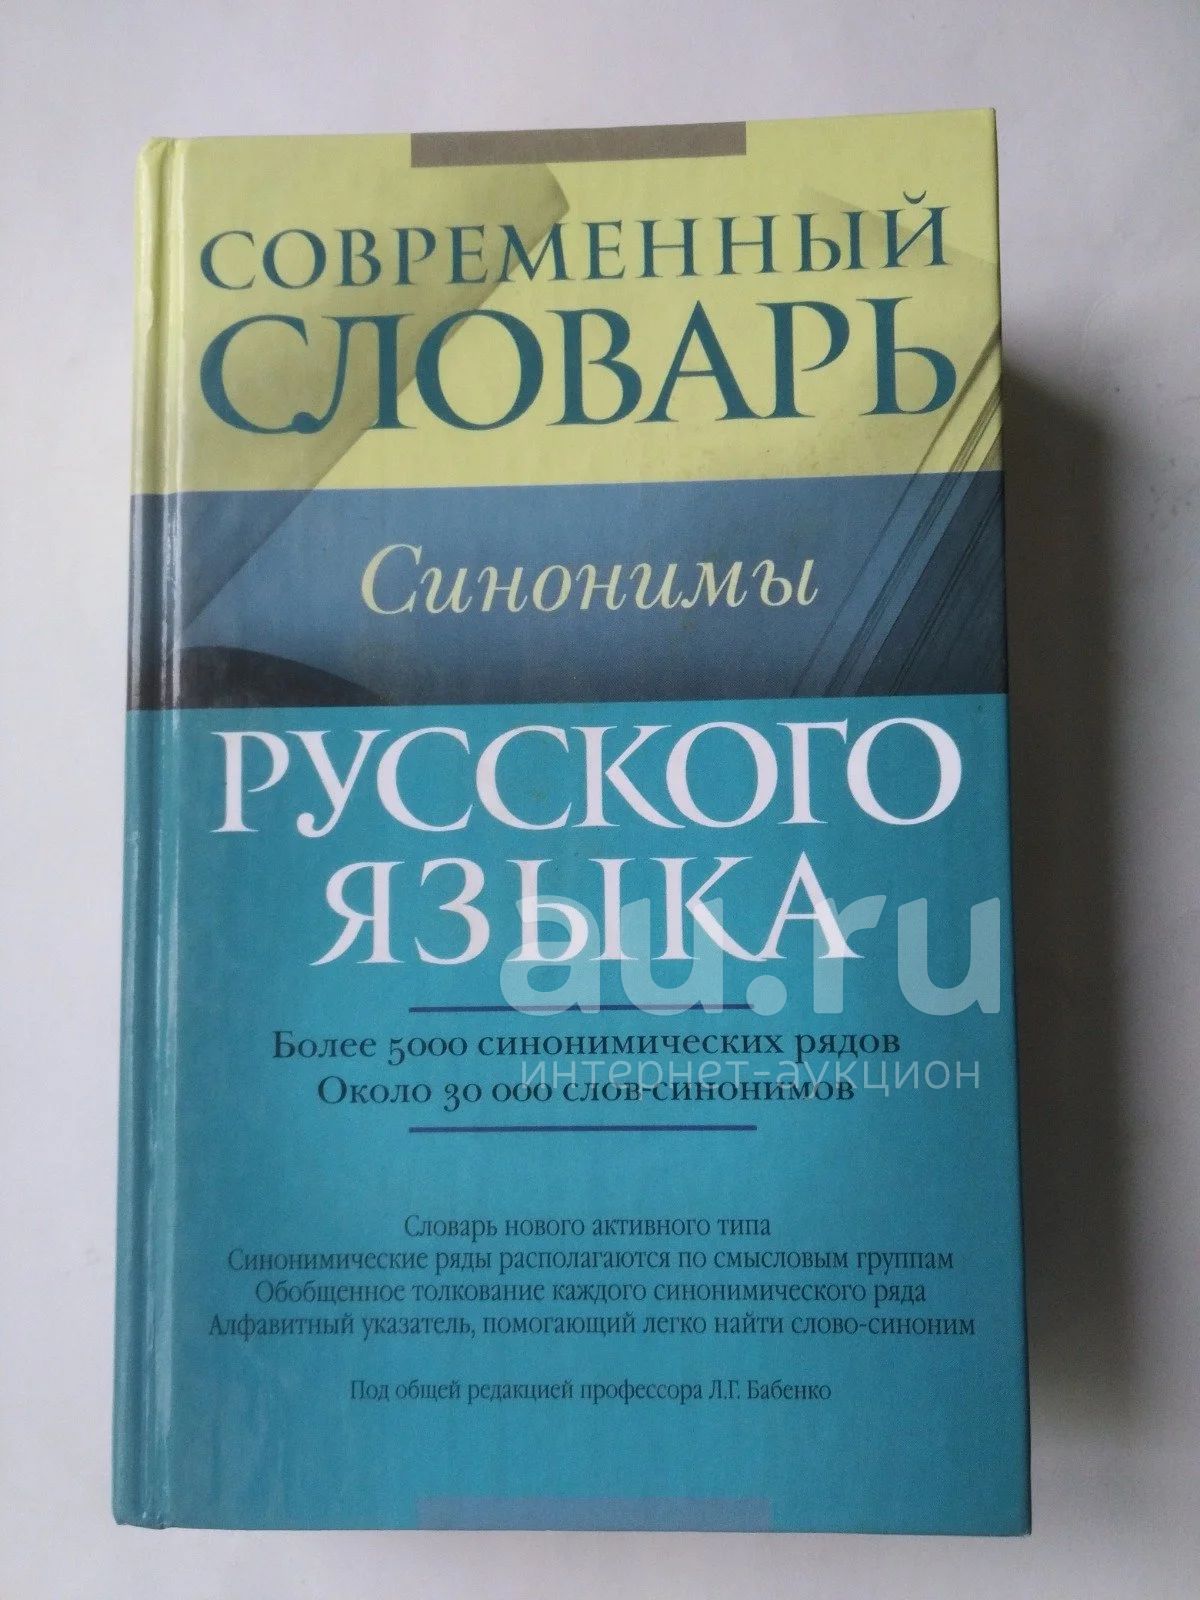 СОВРЕМЕННЫЙ
СЛОВАРЬ
Синонимы
РУССКОГО
ЯЗЫКА
au.ru
интернет-аукцион
Более 5000 синонимических рядов
Около 30 000 слов-синонимов
Словарь нового активного типа
Синонимические ряды располагаются по смысловым группам
Обобщенное толкование каждого синонимического ряда
Алфавитный указатель, помогающий легко найти слово-синоним
Под общей редакцией профессора Л.Г. Бабенко